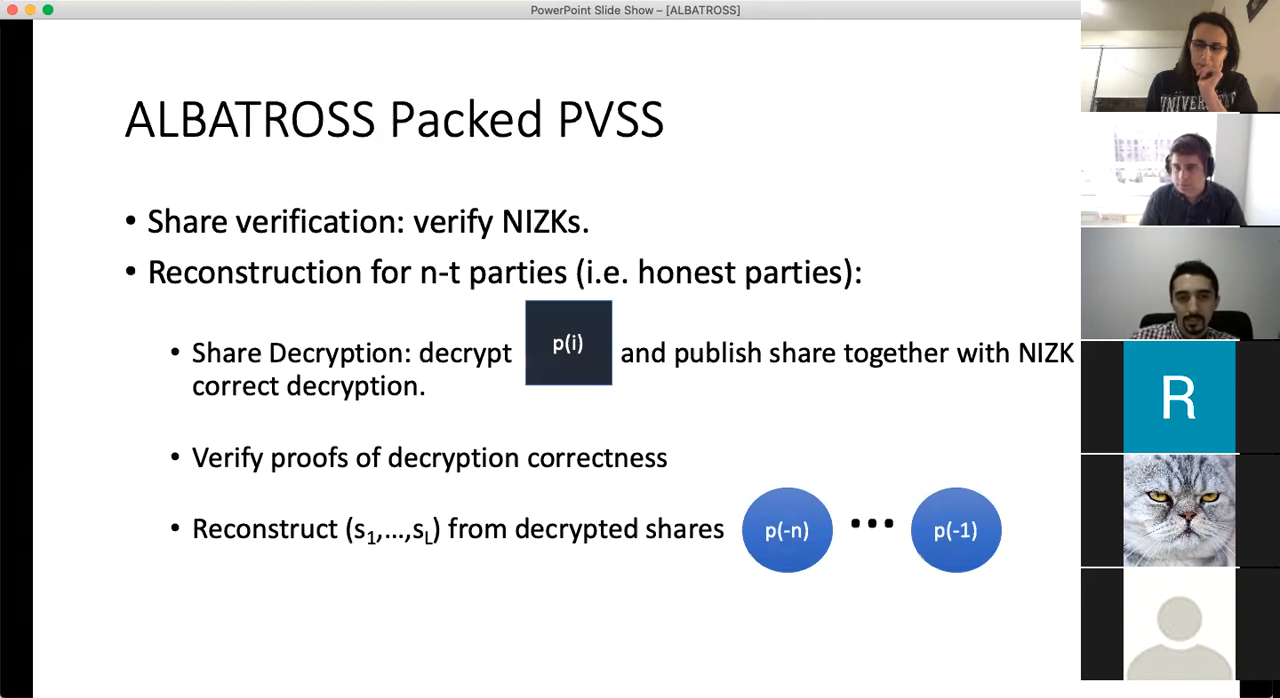 PowerPoint Slide Show – [ALBATROSS]
ALBATROSS Packed PVSS
• Share verification: verify NIZKs.
• Reconstruction for n-t parties (i.e. honest parties):
• Share Decryption: decrypt p(i) and publish share together with NIZK
correct decryption.
• Verify proofs of decryption correctness
• Reconstruct (s₁,...,s_L) from decrypted shares p(-n) ••• p(-1)
UNIVERS
R